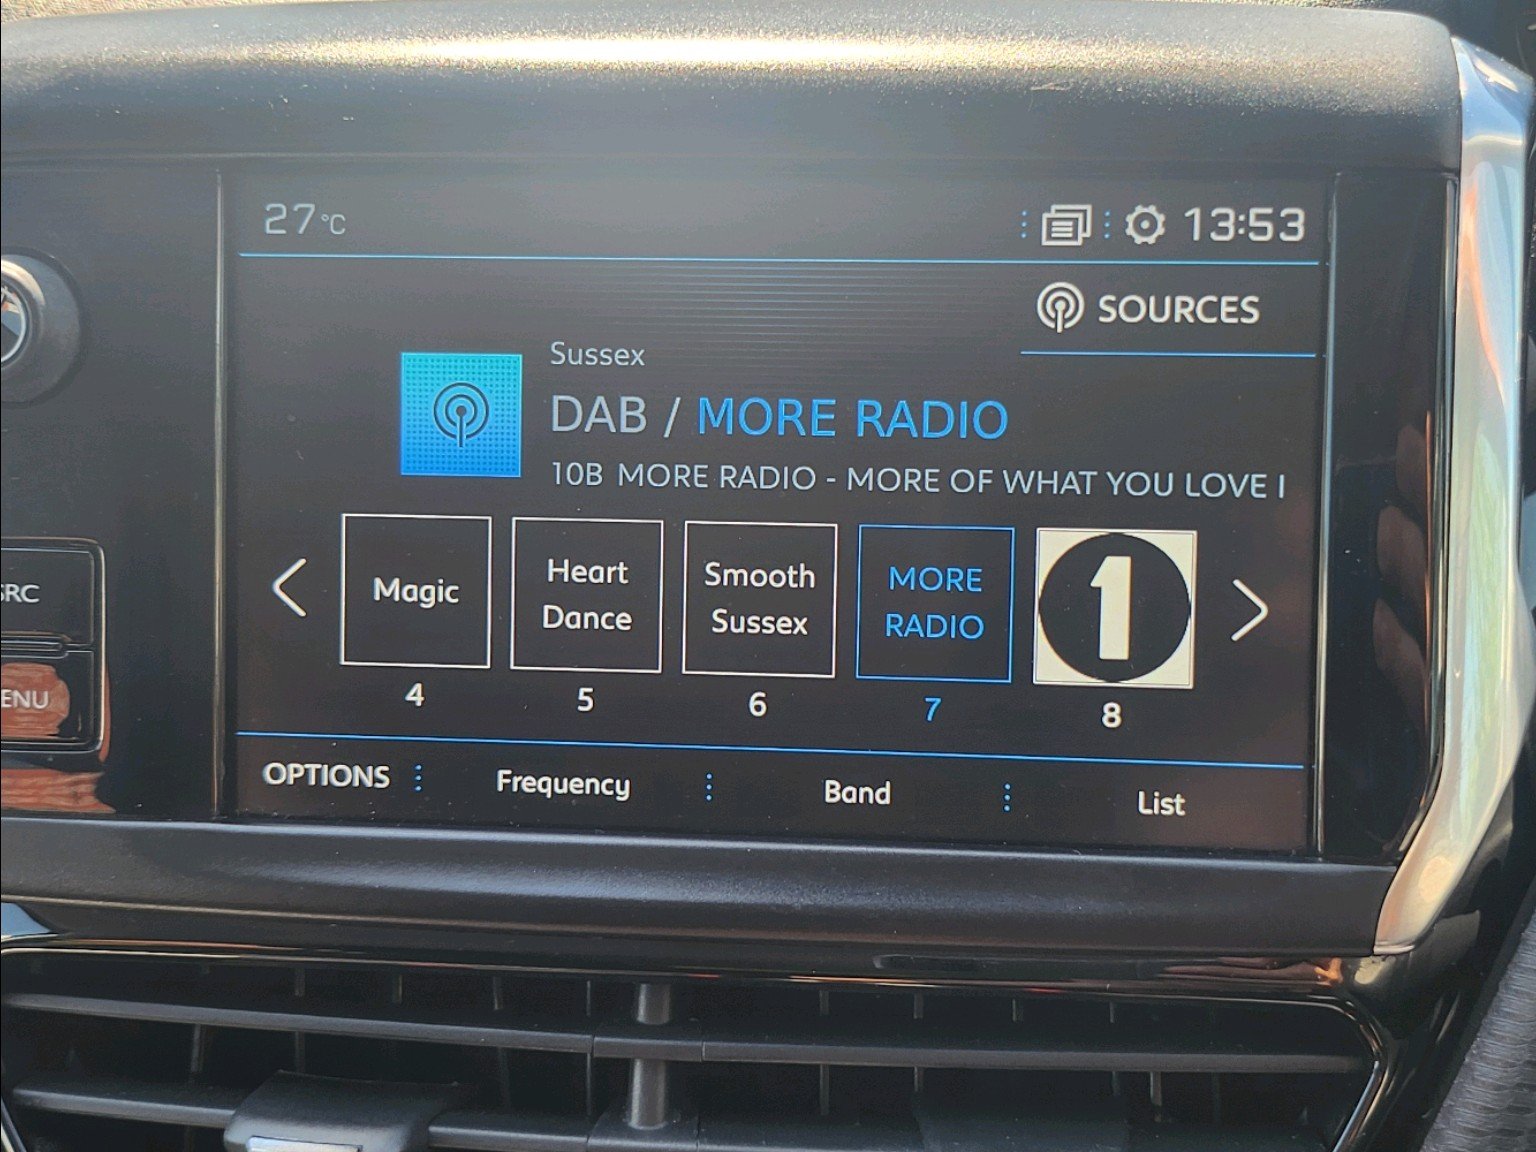 27°C
13:53
SOURCES
Sussex
DAB / MORE RADIO
10B MORE RADIO - MORE OF WHAT YOU LOVE I
Magic
Heart
Dance
Smooth
Sussex
MORE
RADIO
1
4
5
6
7
8
OPTIONS
Frequency
Band
List
SRC
ENU